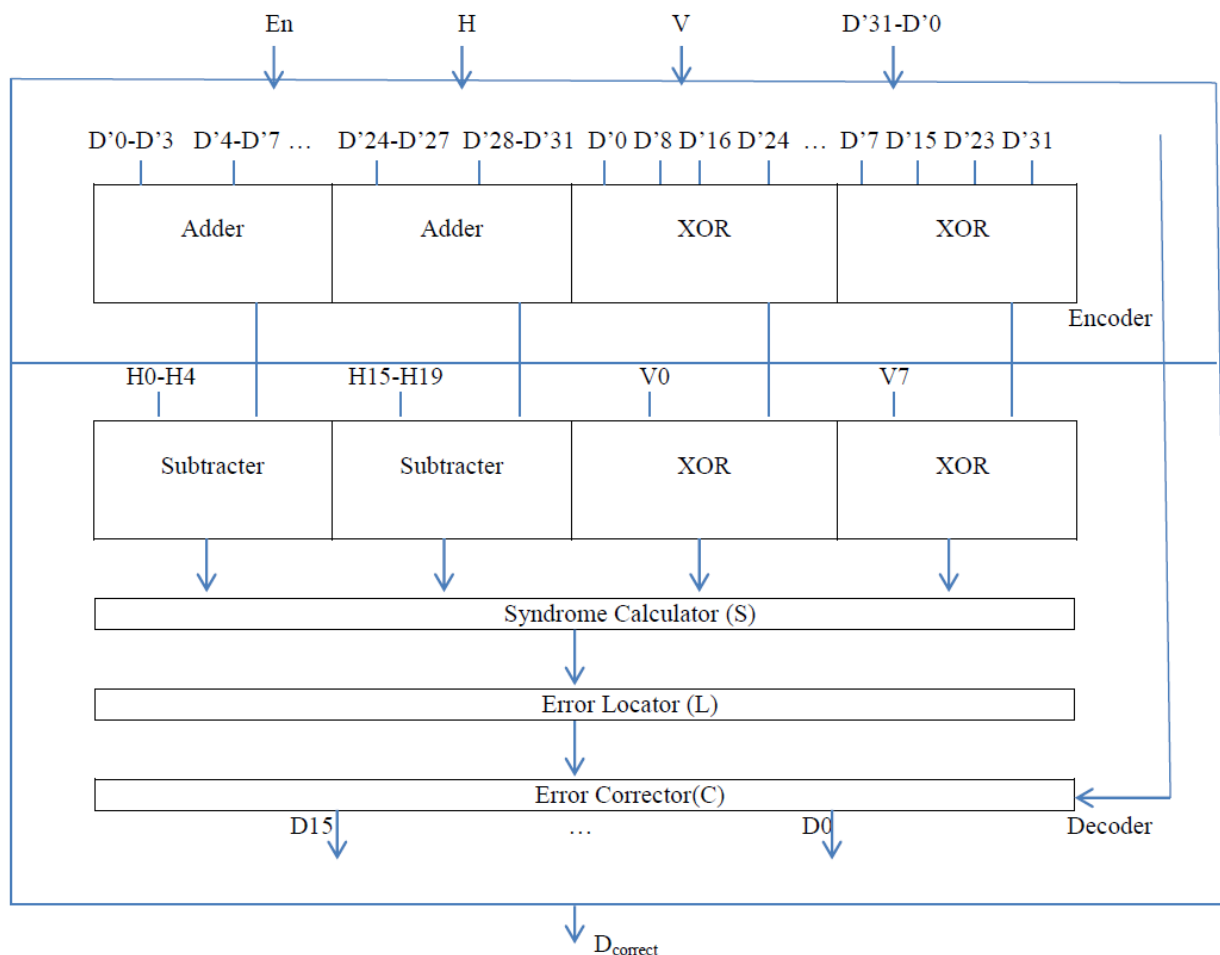 En H V D’31-D’0
D’0-D’3 D’4-D’7 … D’24-D’27 D’28-D’31 D’0 D’8 D’16 D’24 … D’7 D’15 D’23 D’31
Adder Adder XOR XOR
Encoder
H0-H4 H15-H19 V0 V7
Subtracter Subtracter XOR XOR
Syndrome Calculator (S)
Error Locator (L)
Error Corrector(C)
D15 … D0 Decoder
Dcorrect